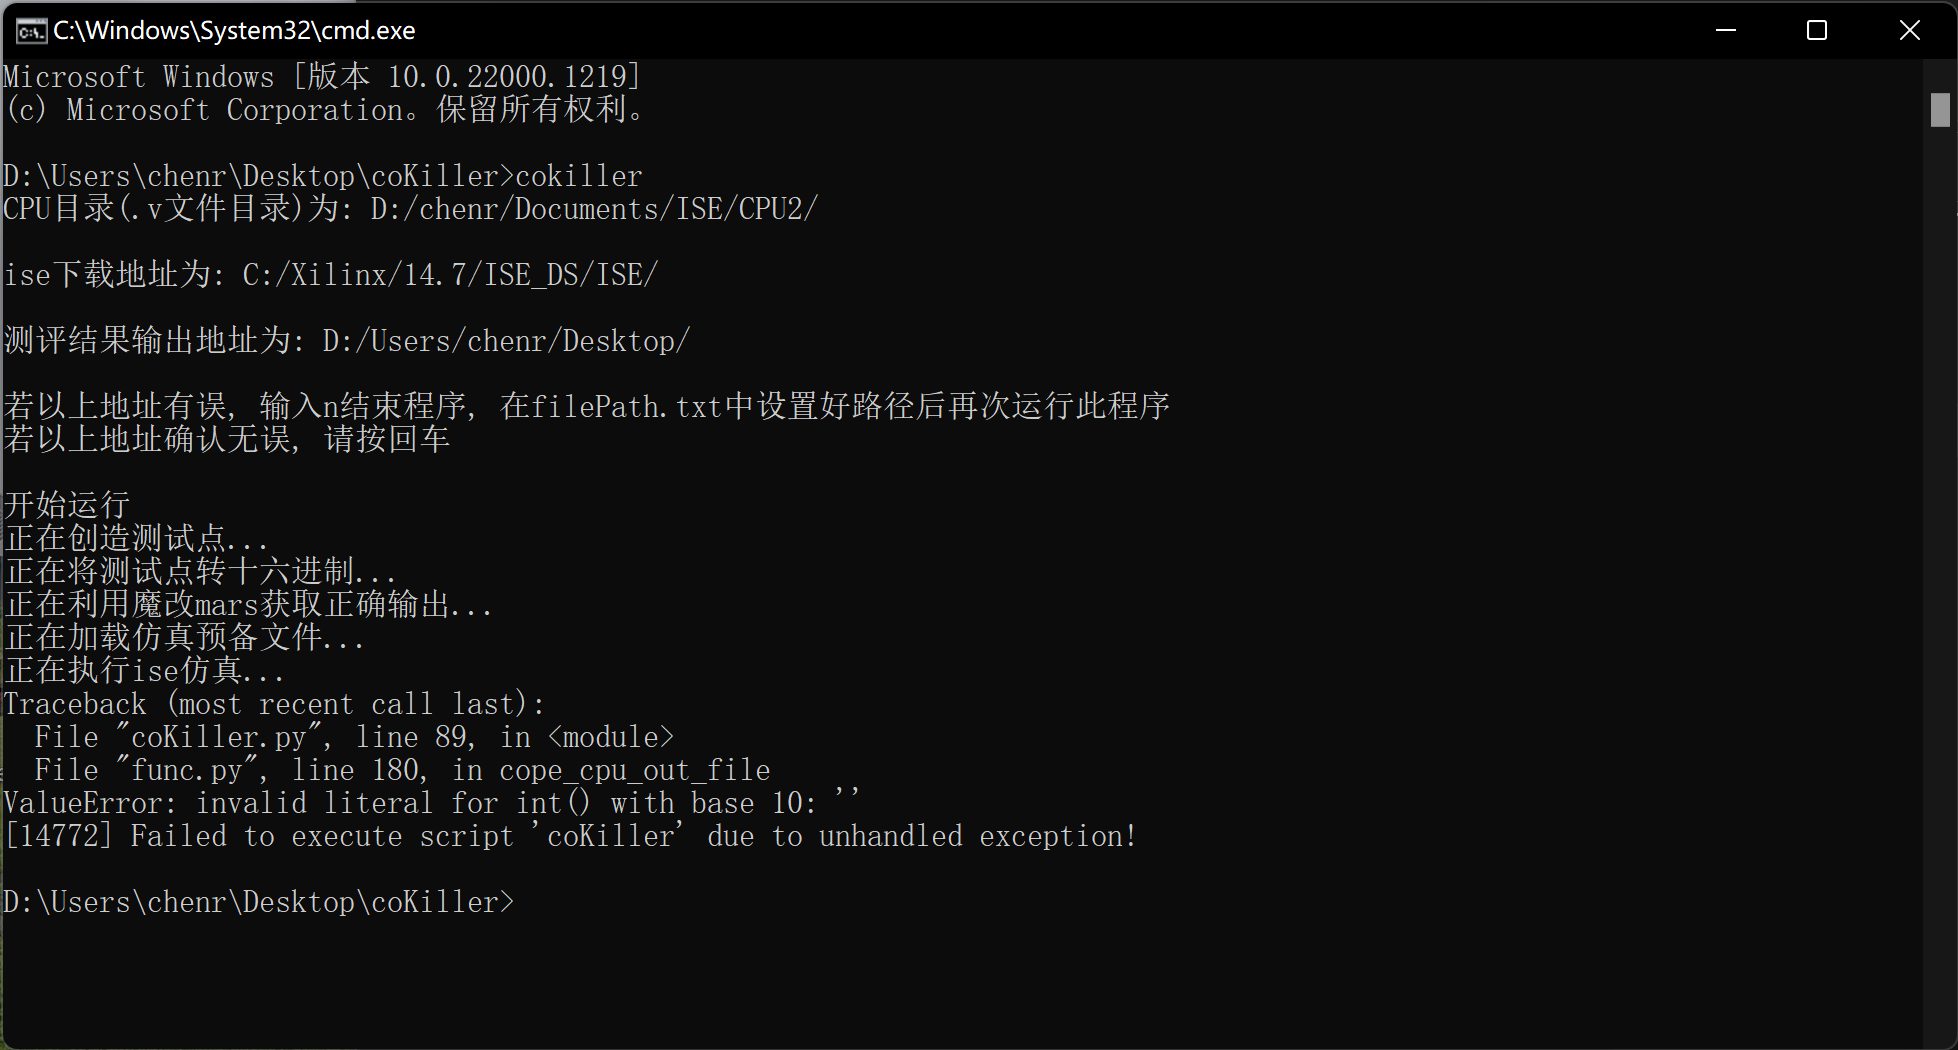 C:\Windows\System32\cmd.exe
Microsoft Windows [版本 10.0.22000.1219]
(c) Microsoft Corporation。保留所有权利。
D:\Users\chenr\Desktop\coKiller>cokiller
CPU目录(.v文件目录)为: D:/chenr/Documents/ISE/CPU2/
ise下载地址为: C:/Xilinx/14.7/ISE_DS/ISE/
测评结果输出地址为: D:/Users/chenr/Desktop/
若以上地址有误, 输入n结束程序, 在filePath.txt中设置好路径后再次运行此程序
若以上地址确认无误, 请按回车
开始运行
正在创造测试点...
正在将测试点转十六进制...
正在利用魔改mars获取正确输出...
正在加载仿真预备文件...
正在执行ise仿真...
Traceback (most recent call last):
  File "coKiller.py", line 89, in <module>
  File "func.py", line 180, in cope_cpu_out_file
ValueError: invalid literal for int() with base 10: ''
[14772] Failed to execute script 'coKiller' due to unhandled exception!
D:\Users\chenr\Desktop\coKiller>